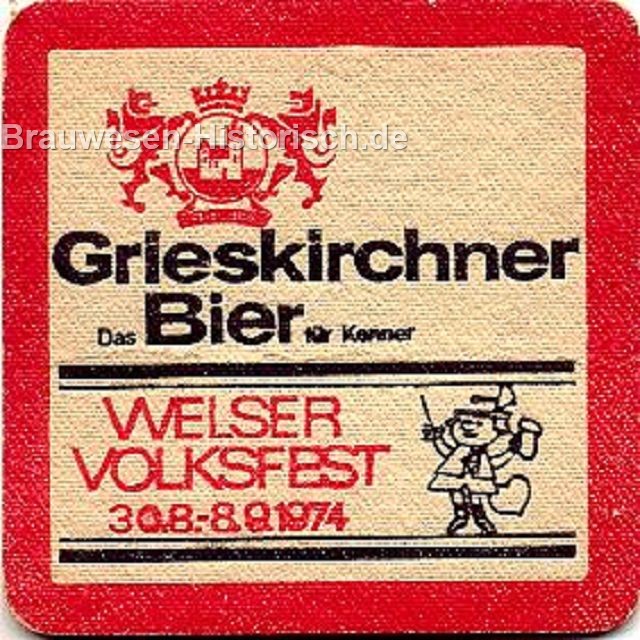 Brauwesen-Historisch.de
Grieskirchner
Das Bier für Kenner
WELSER
VOLKSFEST
30.8.-8.9.1974